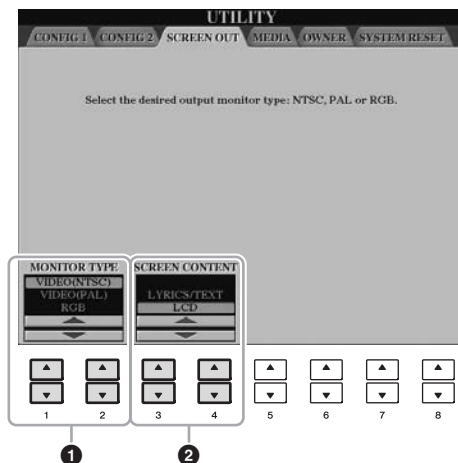 UTILITY
CONFIG 1 CONFIG 2 SCREEN OUT MEDIA OWNER SYSTEM RESET
Select the desired output monitor type: NTSC, PAL or RGB.
MONITOR TYPE SCREEN CONTENT
VIDEO(NTSC)
VIDEO(PAL) LYRICS/TEXT
RGB LCD
1 2 3 4 5 6 7 8
1 2